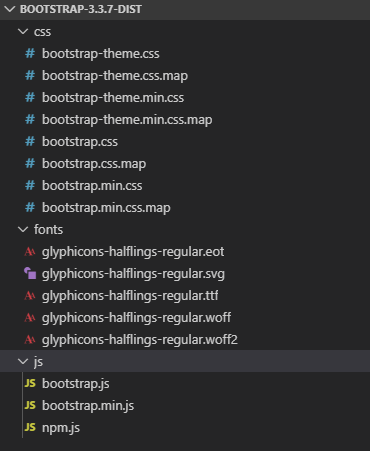 BOOTSTRAP-3.3.7-DIST
css
# bootstrap-theme.css
# bootstrap-theme.css.map
# bootstrap-theme.min.css
# bootstrap-theme.min.css.map
# bootstrap.css
# bootstrap.css.map
# bootstrap.min.css
# bootstrap.min.css.map
fonts
A glyphicons-halflings-regular.eot
glyphicons-halflings-regular.svg
A glyphicons-halflings-regular.ttf
A glyphicons-halflings-regular.woff
A glyphicons-halflings-regular.woff2
js
JS bootstrap.js
JS bootstrap.min.js
JS npm.js